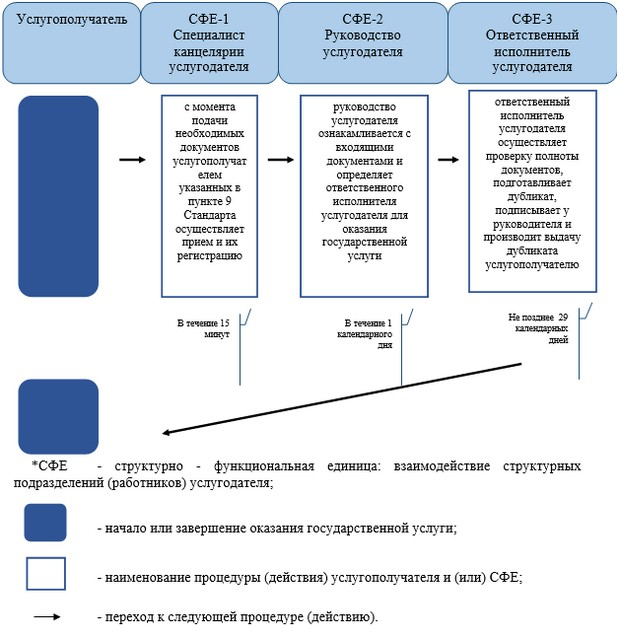 Услугополучатель
СФЕ-1
Специалист
канцелярии
услугодателя
СФЕ-2
Руководство
услугодателя
СФЕ-3
Ответственный
исполнитель
услугодателя
с момента
подачи
необходимых
документов
услугополучат
елем
указанных в
пункте 9
Стандарта
осуществляет
прием и их
регистрацию
руководство
услугодателя
ознакамливается с
входящими
документами и
определяет
ответственного
исполнителя
услугодателя для
оказания
государственной
услуги
ответственный
исполнитель
услугодателя
осуществляет
проверку полноты
документов,
подготавливает
дубликат,
подписывает у
руководителя и
производит выдачу
дубликата
услугополучателю
В течение 15
минут
В течение 1
календарного
дня
Не позднее 29
календарных
дней
*СФЕ - структурно - функциональная единица: взаимодействие структурных
подразделений (работников) услугодателя;
- начало или завершение оказания государственной услуги;
- наименование процедуры (действия) услугополучателя и (или) СФЕ;
- переход к следующей процедуре (действию).